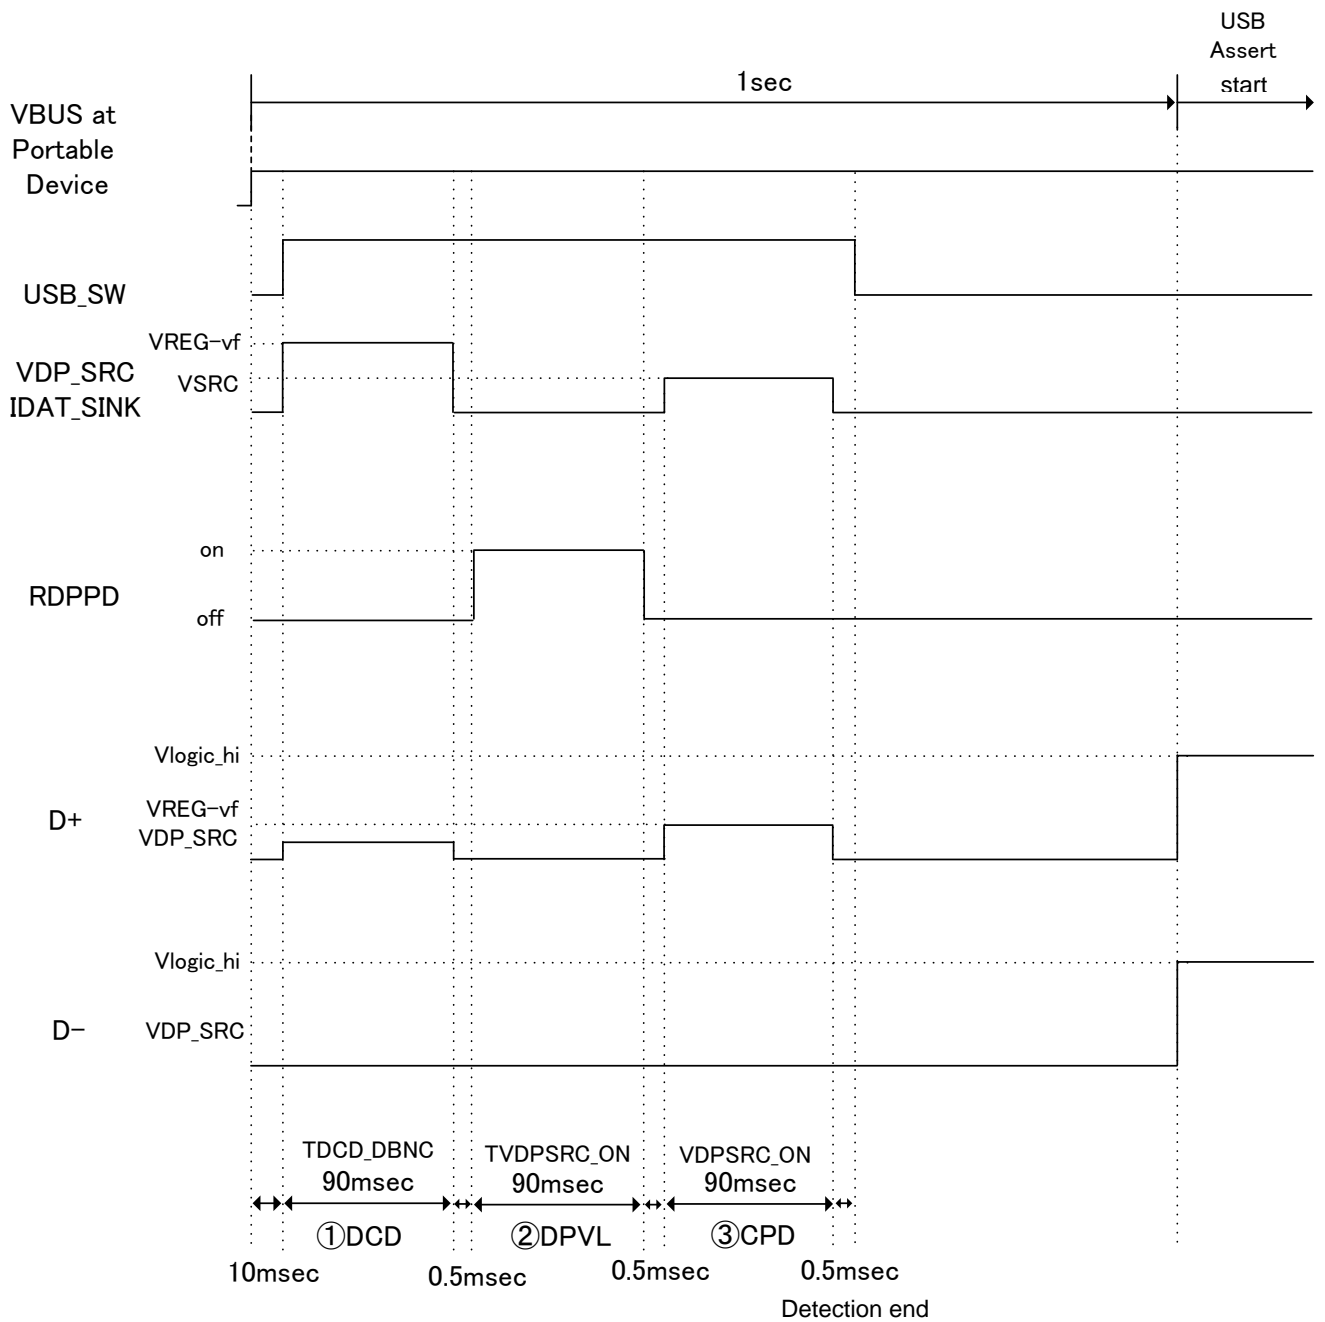 USB
Assert
start
1sec
VBUS at
Portable
Device
USB_SW
VREG-vf
VDP_SRC
IDAT_SINK
VSRC
on
RDPPD
off
Vlogic_hi
VREG-vf
D+
VDP_SRC
Vlogic_hi
D-
VDP_SRC
TDCD_DBNC
90msec
TVDPSRC_ON
90msec
VDPSRC_ON
90msec
①DCD
②DPVL
③CPD
10msec
0.5msec
0.5msec
0.5msec
Detection end